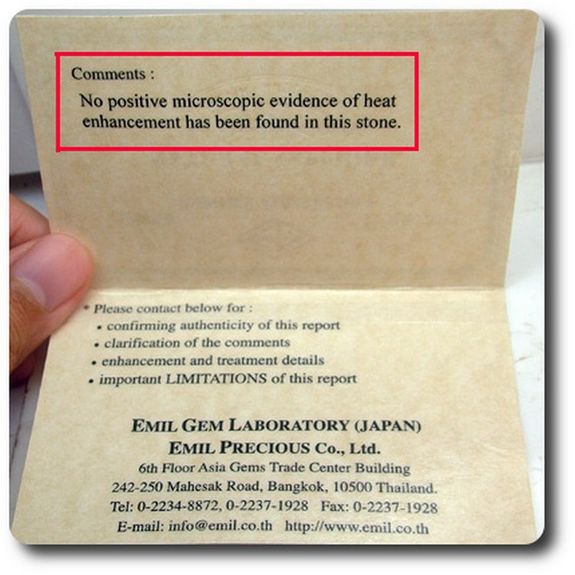 Comments :
No positive microscopic evidence of heat
enhancement has been found in this stone.
* Please contact below for :
• confirming authenticity of this report
• clarification of the comments
• enhancement and treatment details
• important LIMITATIONS of this report
EMIL GEM LABORATORY (JAPAN)
EMIL PRECIOUS Co., Ltd.
6th Floor Asia Gems Trade Center Building
242-250 Mahesak Road, Bangkok, 10500 Thailand.
Tel: 0-2234-8872, 0-2237-1928 Fax: 0-2237-1928
E-mail: info@emil.co.th http://www.emil.co.th